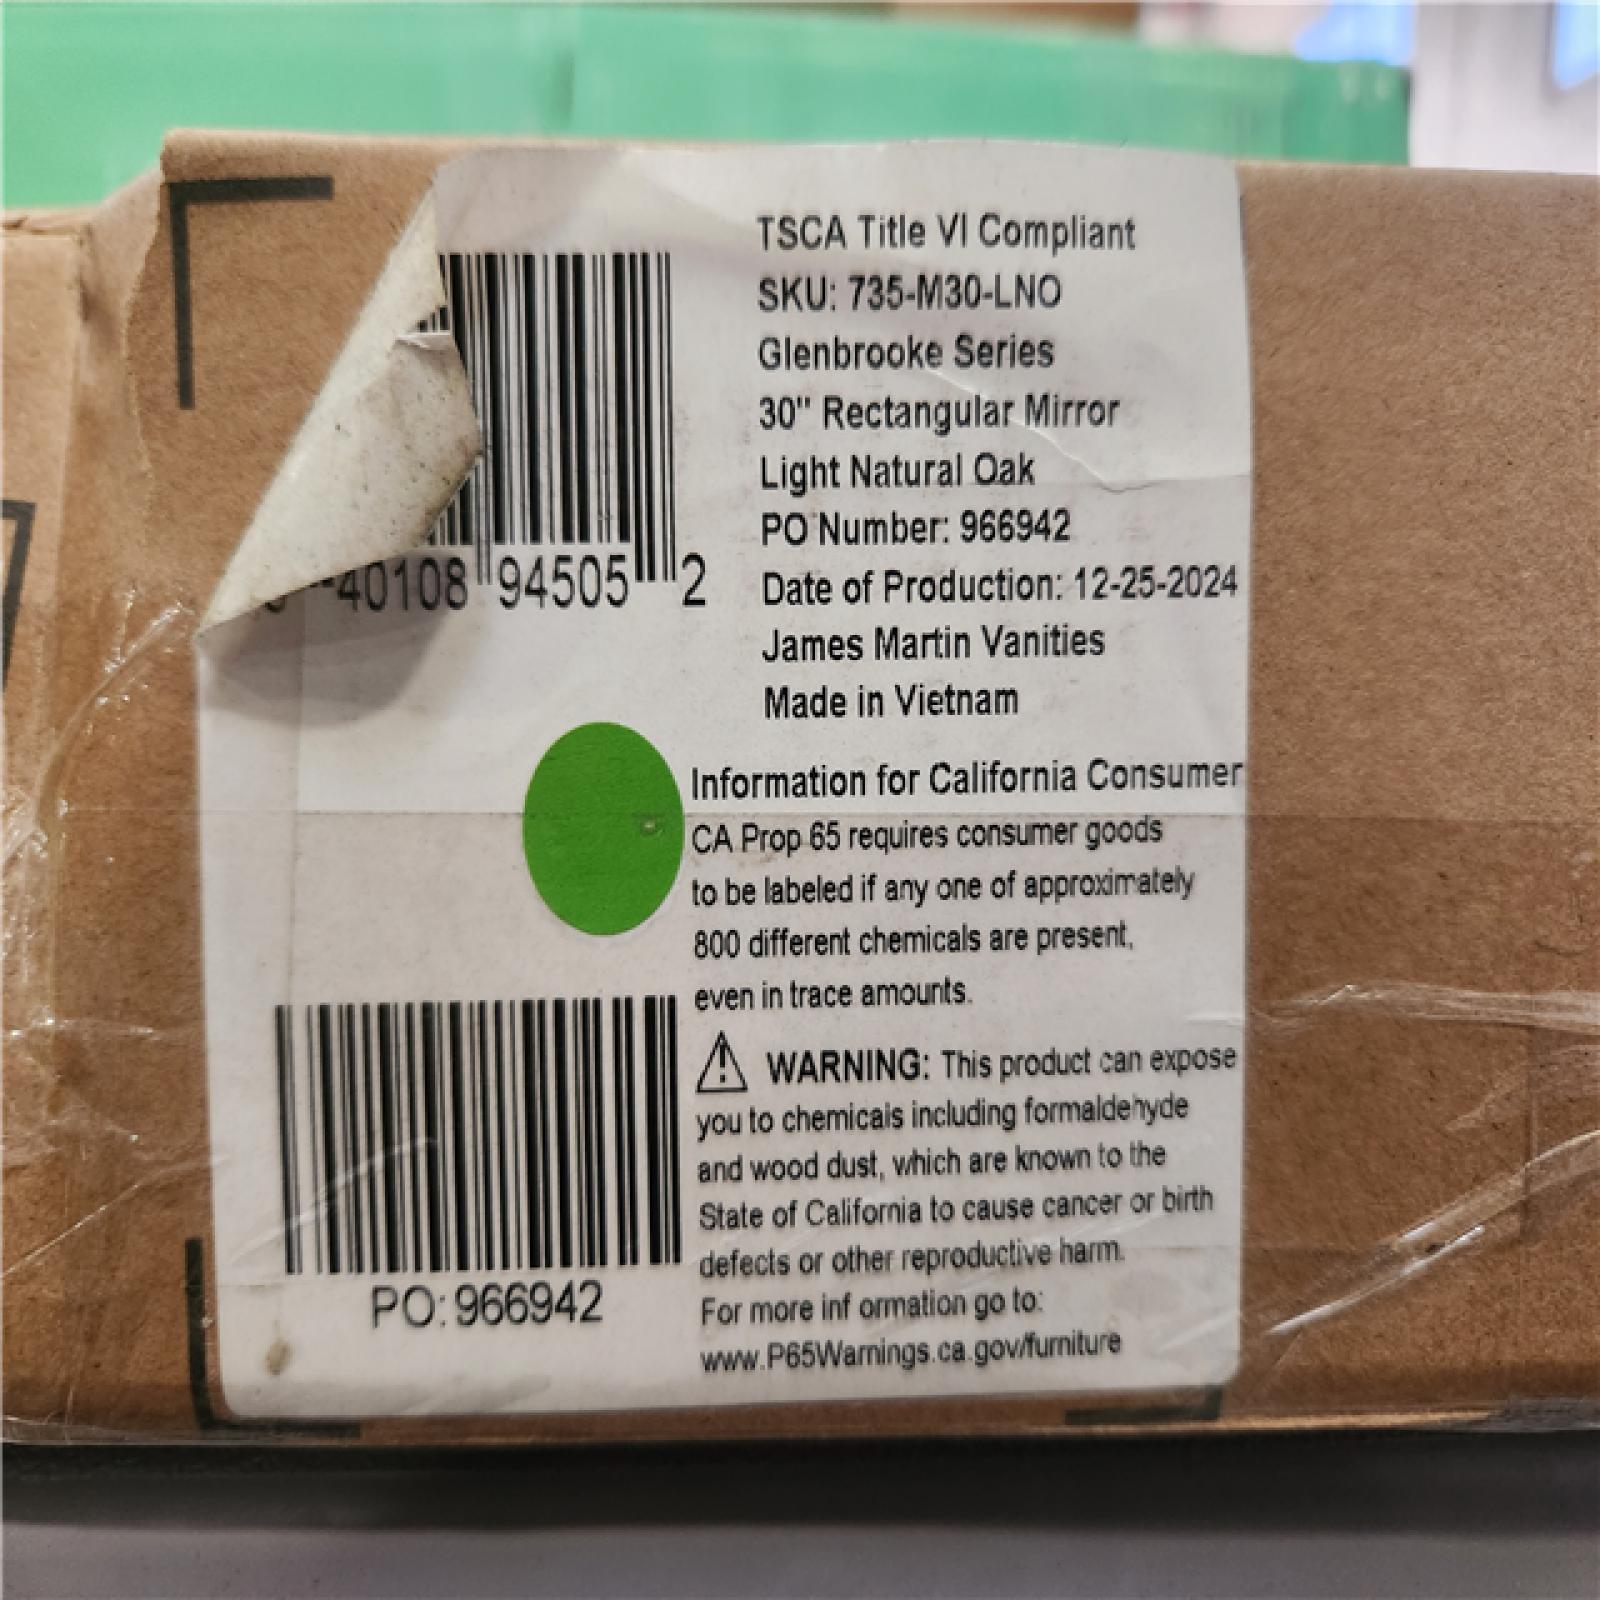 TSCA Title VI Compliant
SKU: 735-M30-LNO
Glenbrooke Series
30" Rectangular Mirror
Light Natural Oak
PO Number: 966942
Date of Production: 12-25-2024
James Martin Vanities
Made in Vietnam
40108 94505 2
Information for California Consumer
CA Prop 65 requires consumer goods
to be labeled if any one of approximately
800 different chemicals are present,
even in trace amounts.
WARNING: This product can expose
you to chemicals including formaldehyde
and wood dust, which are known to the
State of California to cause cancer or birth
defects or other reproductive harm.
For more inf ormation go to:
www.P65Warnings.ca.gov/furniture
PO: 966942